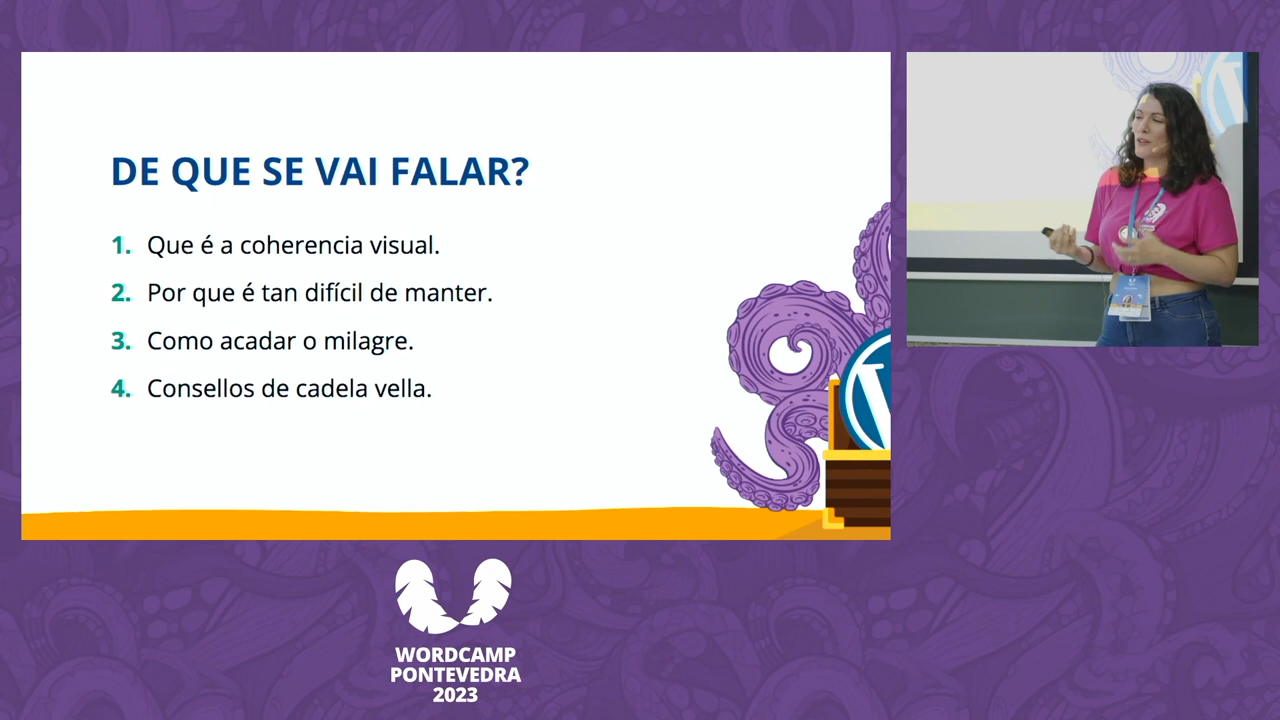 DE QUE SE VAI FALAR?
1. Que é a coherencia visual.
2. Por que é tan difícil de manter.
3. Como acadar o milagre.
4. Consellos de cadela vella.
WORDCAMP
PONTEVEDRA
2023